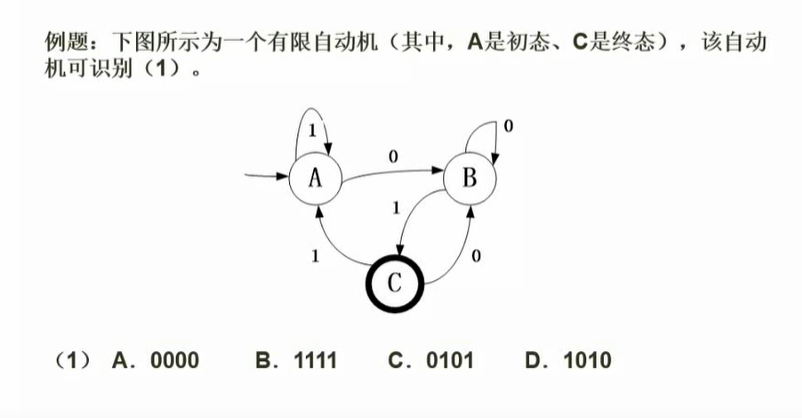 例题：下图所示为一个有限自动机（其中，A是初态、C是终态），该自动
机可识别（1）。
1
0
0
A
B
1
1
0
C
（1） A．0000 B．1111 C．0101 D．1010